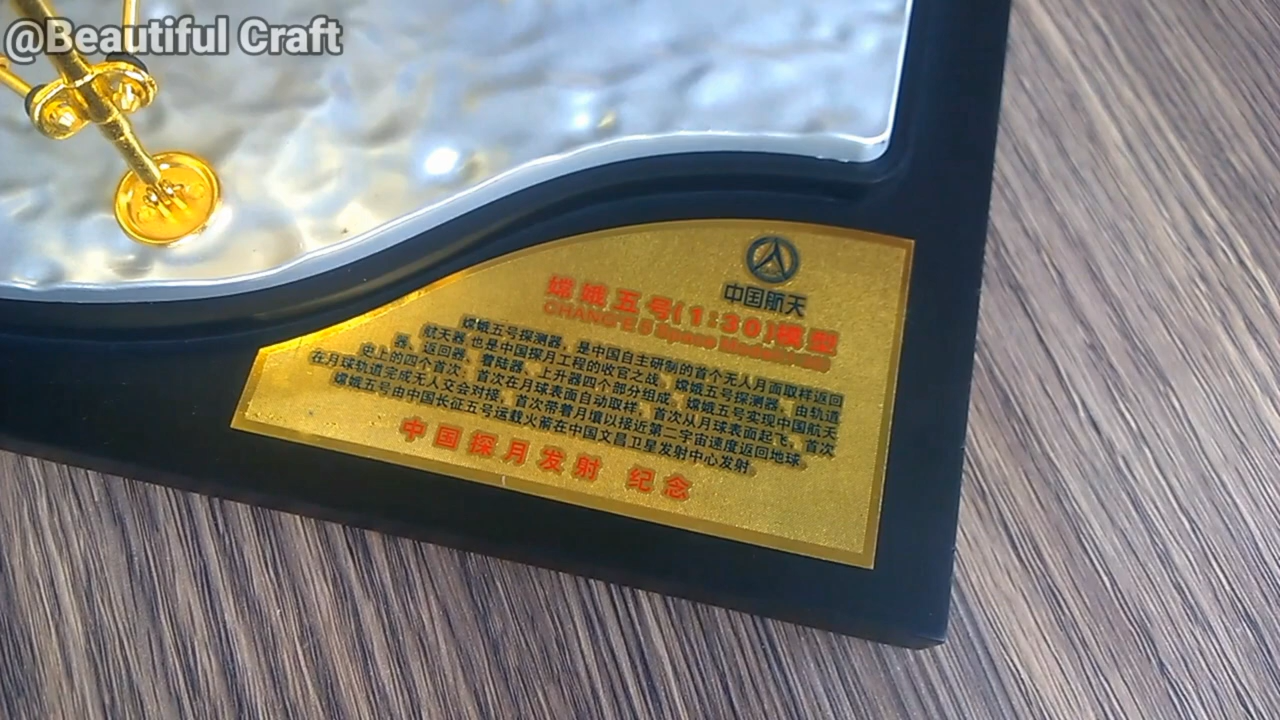 @Beautiful Craft
中国航天
嫦娥五号(1:30)模型
CHANG'E 5 Space Model(1:30)
嫦娥五号探测器，是中国自主研制的首个无人月面取样返回
航天器 也是中国探月工程的收官之战。嫦娥五号探测器，由轨道
器、返回器、着陆器、上升器四个部分组成。嫦娥五号实现中国航天
史上的四个首次，首次在月球表面自动取样，首次从月球表面起飞，首次
在月球轨道完成无人交会对接，首次带着月壤以接近第二宇宙速度返回地球。
嫦娥五号由中国长征五号运载火箭在中国文昌卫星发射中心发射。
中国探月发射 纪念